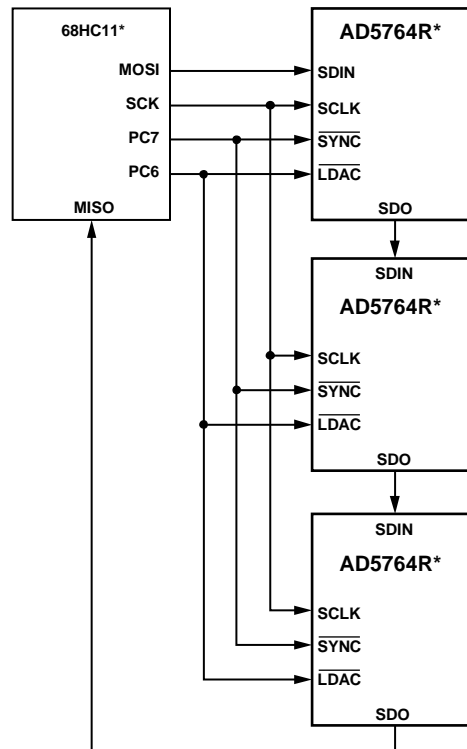 68HC11*
MOSI
SCK
PC7
PC6
MISO
AD5764R*
SDIN
SCLK
SYNC
LDAC
SDO
SDIN
AD5764R*
SCLK
SYNC
LDAC
SDO
SDIN
AD5764R*
SCLK
SYNC
LDAC
SDO